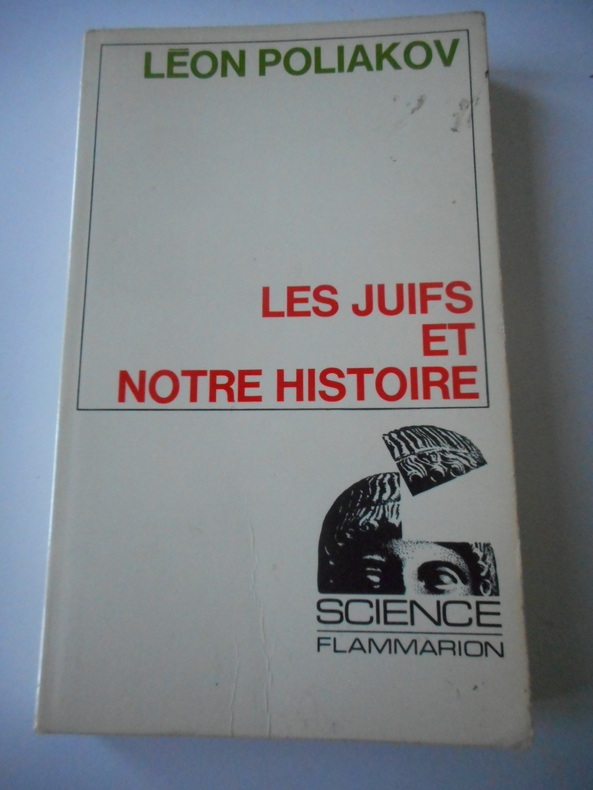 LÉON POLIAKOV
LES JUIFS
ET
NOTRE HISTOIRE
SCIENCE
FLAMMARION